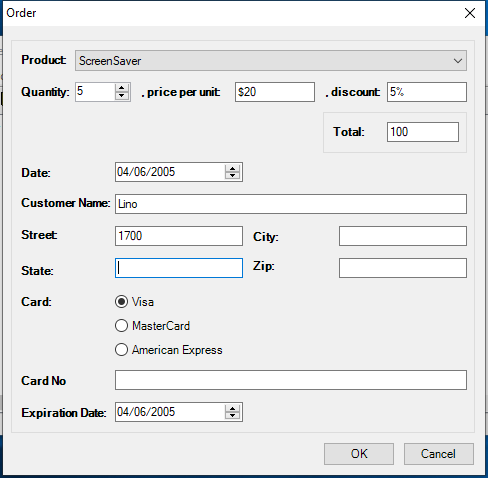 Order
Product: ScreenSaver
Quantity: 5 , price per unit: $20 , discount: 5%
Total: 100
Date: 04/06/2005
Customer Name: Lino
Street: 1700 City:
State: Zip:
Card: Visa
MasterCard
American Express
Card No
Expiration Date: 04/06/2005
OK Cancel